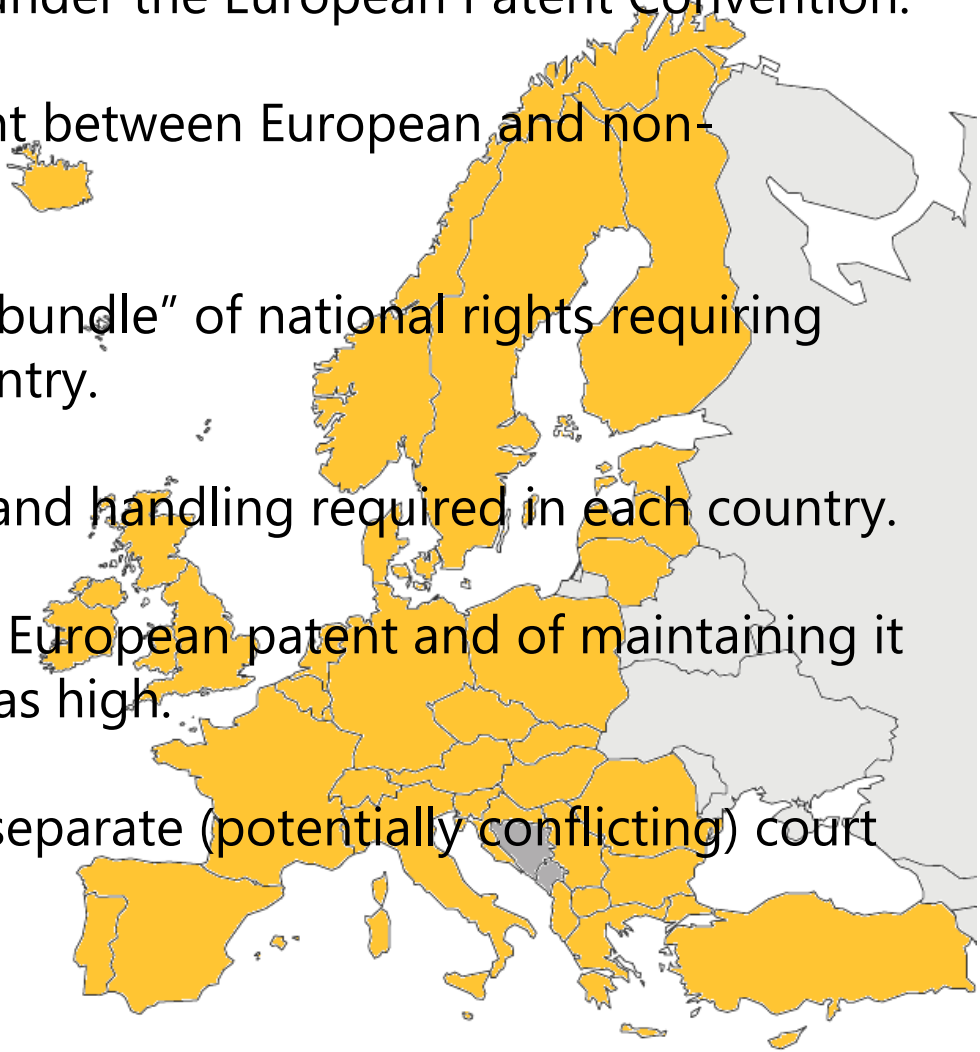 under the European Patent Convention.
nt between European and non-
bundle” of national rights requiring
ntry.
and handling required in each country.
European patent and of maintaining it
as high.
separate (potentially conflicting) court